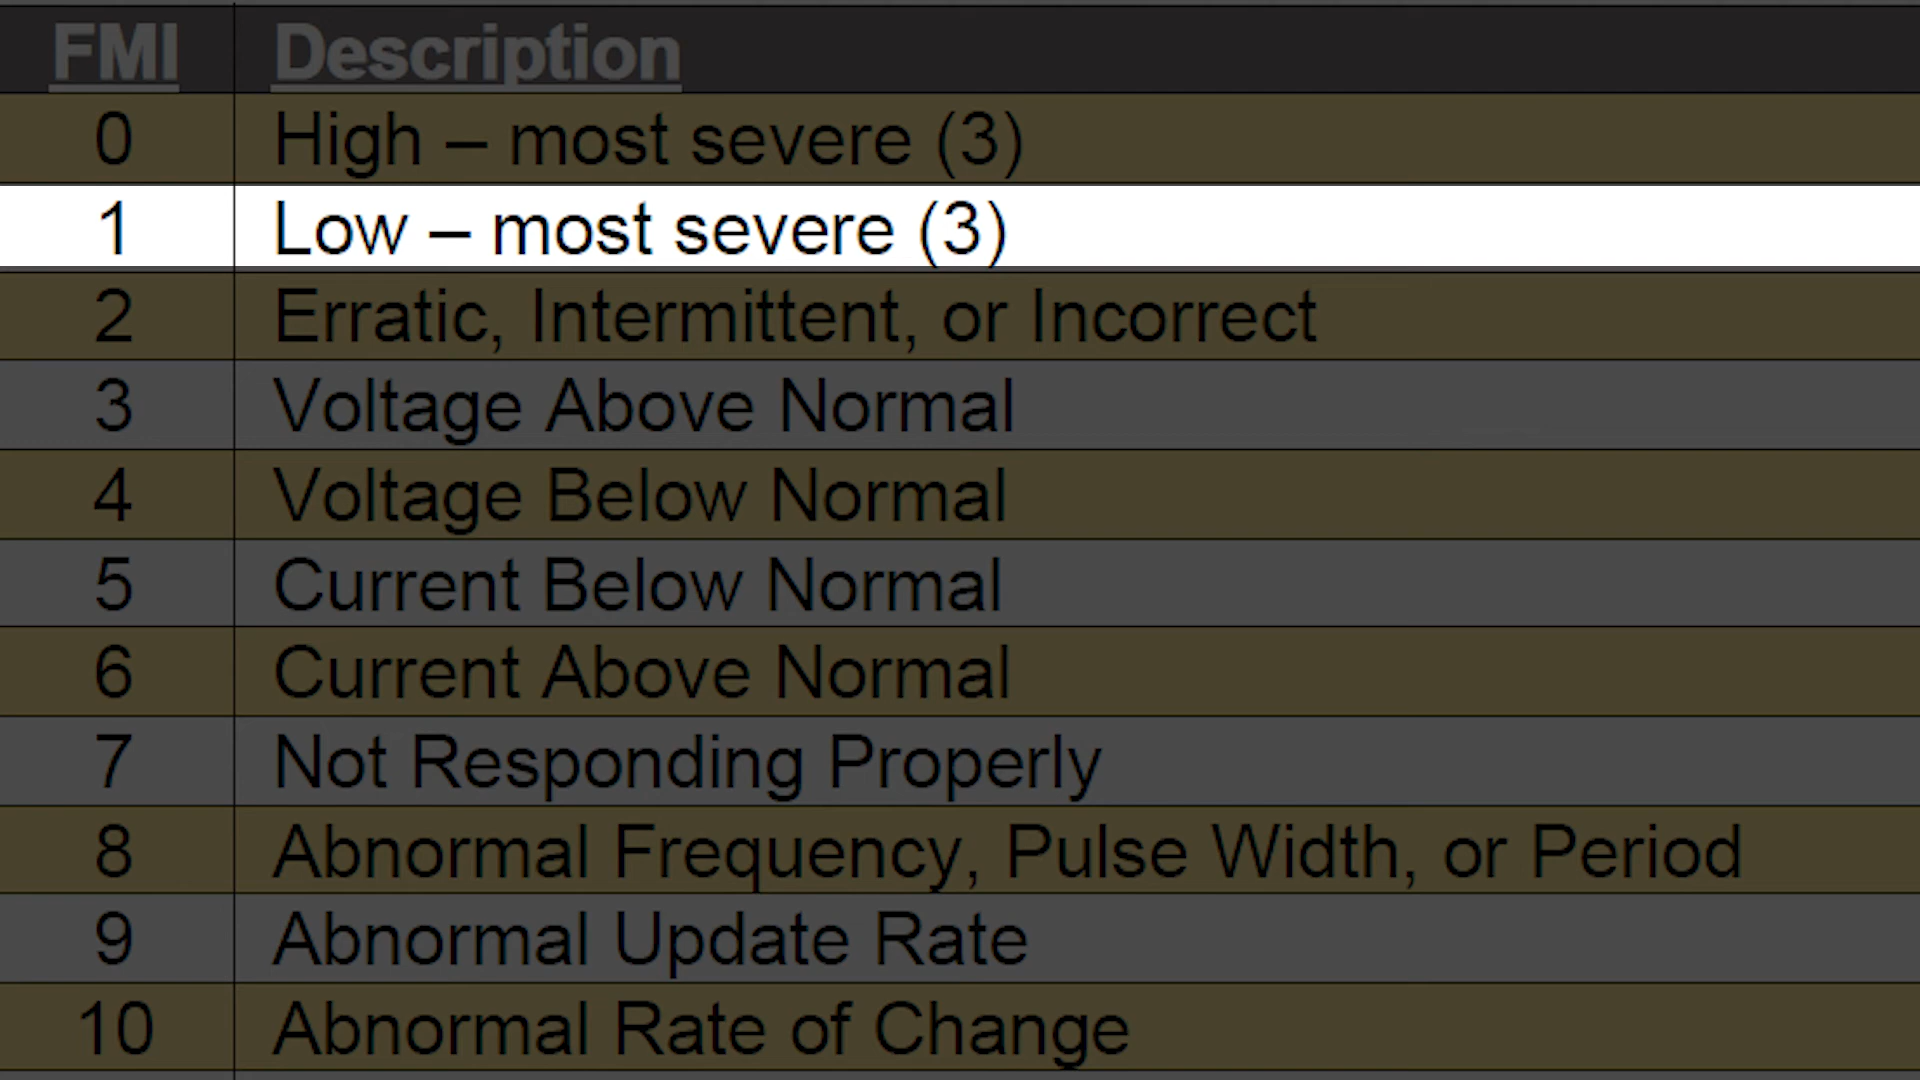 FMI Description
0 High – most severe (3)
1 Low – most severe (3)
2 Erratic, Intermittent, or Incorrect
3 Voltage Above Normal
4 Voltage Below Normal
5 Current Below Normal
6 Current Above Normal
7 Not Responding Properly
8 Abnormal Frequency, Pulse Width, or Period
9 Abnormal Update Rate
10 Abnormal Rate of Change